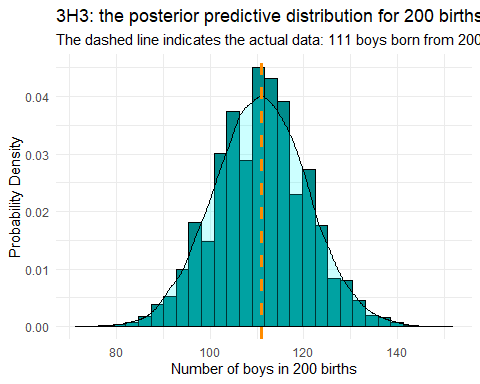 3H3: the posterior predictive distribution for 200 births
The dashed line indicates the actual data: 111 boys born from 200
Probability Density
0.04
0.03
0.02
0.01
0.00
80 100 120 140
Number of boys in 200 births